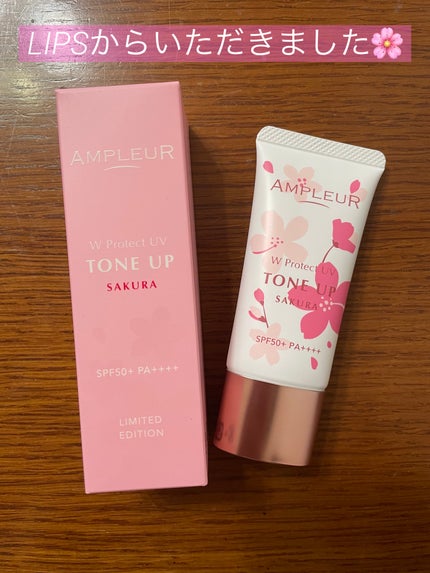 LIPSからいただきました🌸
AMPLEUR
W Protect UV
TONE UP
SAKURA
SPF50+ PA++++
LIMITED
EDITION
AMPLEUR
W Protect UV
TONE UP
SAKURA
SPF50+ PA++++